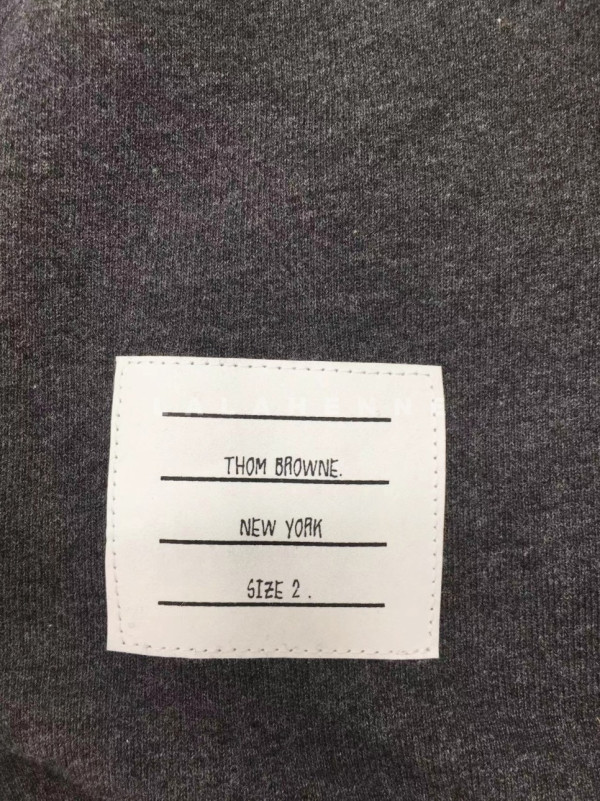 THOM BROWNE.
NEW YORK
SIZE 2 .